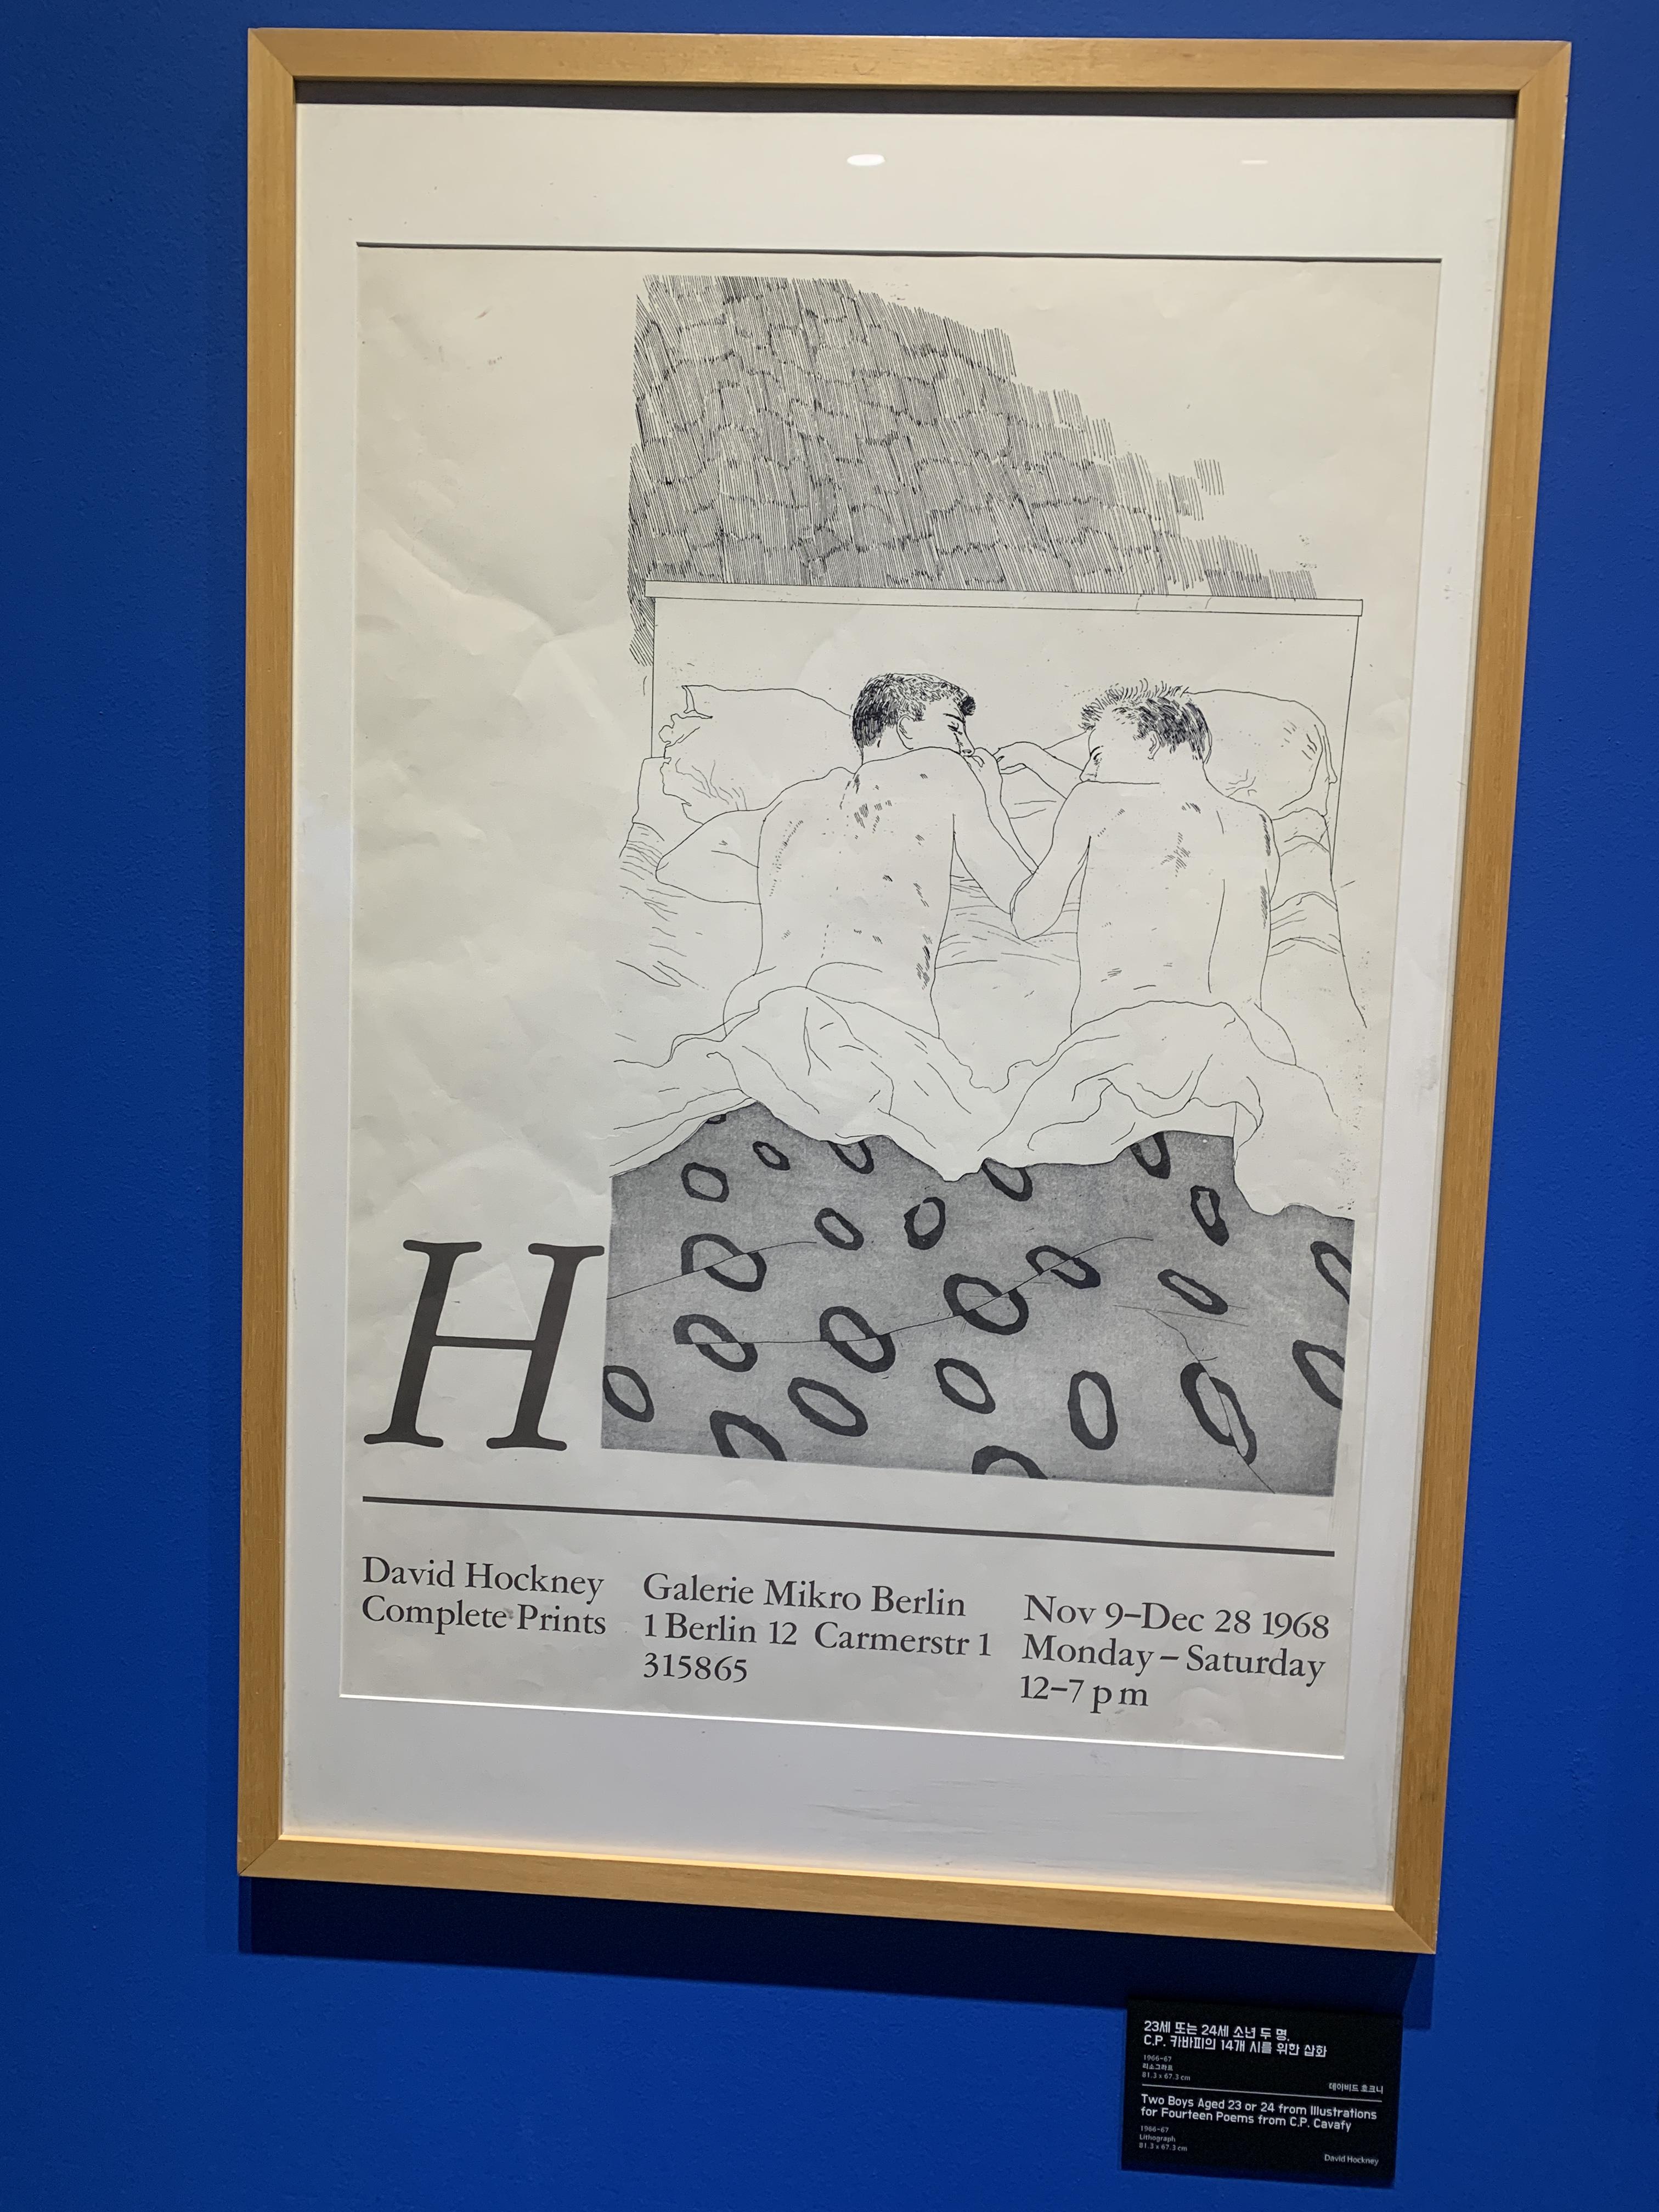 H
David Hockney
Complete Prints
Galerie Mikro Berlin
1 Berlin 12 Carmerstr 1
315865
Nov 9–Dec 28 1968
Monday – Saturday
12–7 pm
23세 또는 24세 소년 두 명,
C.P. 카바피의 14개 시를 위한 삽화
1966-67
리소그라프
81.3 x 67.3 cm
데이비드 호크니
Two Boys Aged 23 or 24 from Illustrations
for Fourteen Poems from C.P. Cavafy
1966-67
Lithograph
81.3 x 67.3 cm
David Hockney